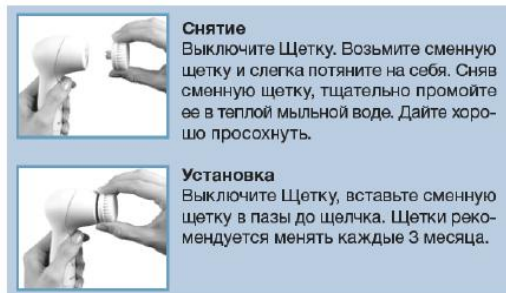 Снятие
Выключите Щетку. Возьмите сменную
щетку и слегка потяните на себя. Сняв
сменную щетку, тщательно промойте
ее в теплой мыльной воде. Дайте хоро-
шо просохнуть.
Установка
Выключите Щетку, вставьте сменную
щетку в пазы до щелчка. Щетки реко-
мендуется менять каждые 3 месяца.